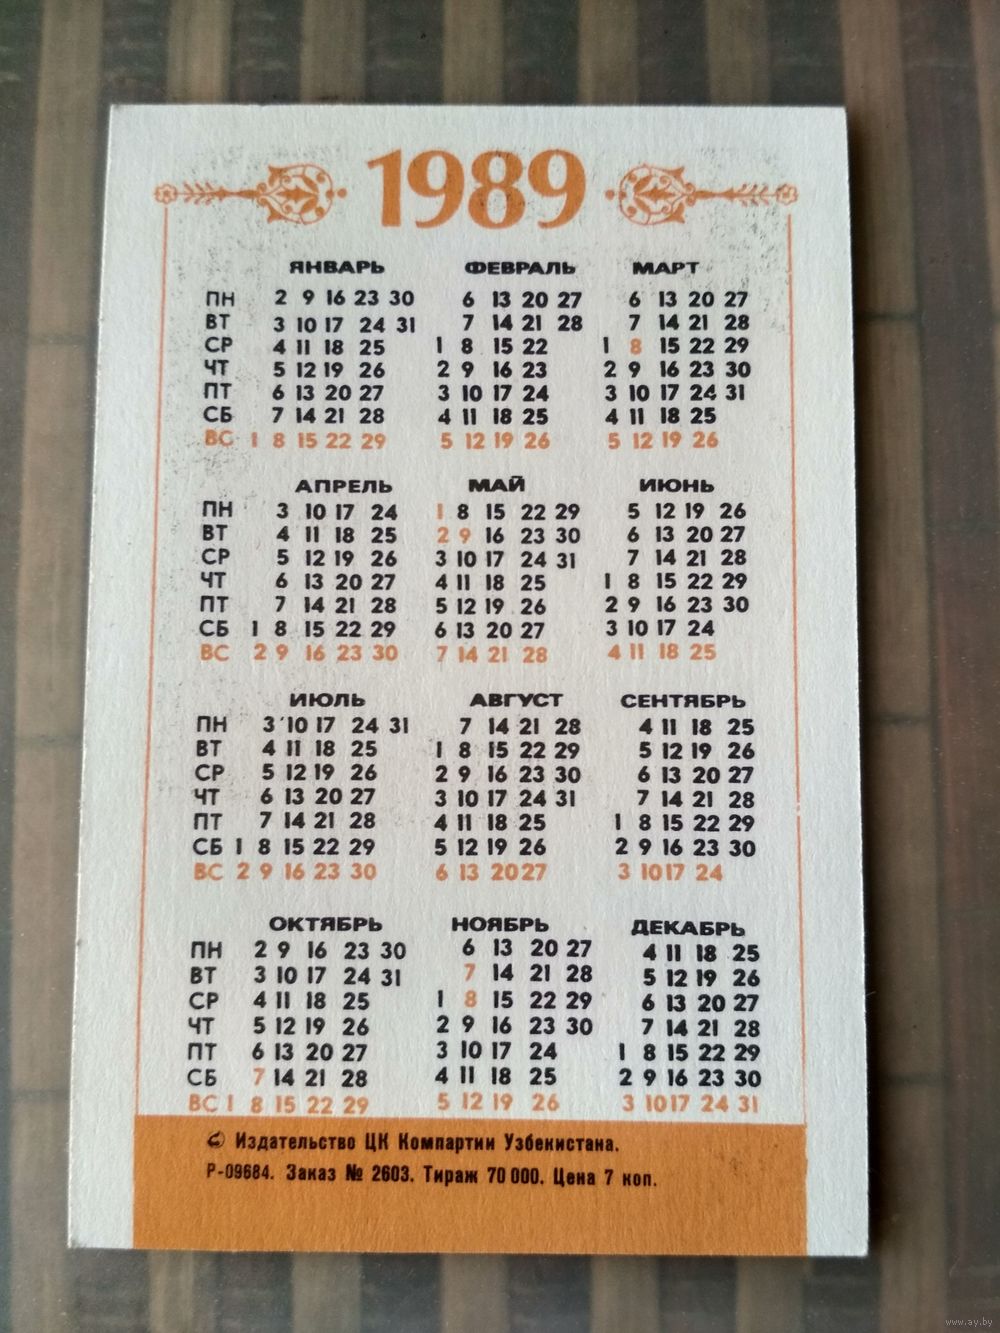 1989
ЯНВАРЬ ФЕВРАЛЬ МАРТ
ПН 2 9 16 23 30 6 13 20 27 6 13 20 27
ВТ 3 10 17 24 31 7 14 21 28 7 14 21 28
СР 4 11 18 25 1 8 15 22 1 8 15 22 29
ЧТ 5 12 19 26 2 9 16 23 2 9 16 23 30
ПТ 6 13 20 27 3 10 17 24 3 10 17 24 31
СБ 7 14 21 28 4 11 18 25 4 11 18 25
ВС 1 8 15 22 29 5 12 19 26 5 12 19 26
АПРЕЛЬ МАЙ ИЮНЬ
ПН 3 10 17 24 1 8 15 22 29 5 12 19 26
ВТ 4 11 18 25 2 9 16 23 30 6 13 20 27
СР 5 12 19 26 3 10 17 24 31 7 14 21 28
ЧТ 6 13 20 27 4 11 18 25 1 8 15 22 29
ПТ 7 14 21 28 5 12 19 26 2 9 16 23 30
СБ 1 8 15 22 29 6 13 20 27 3 10 17 24
ВС 2 9 16 23 30 7 14 21 28 4 11 18 25
ИЮЛЬ АВГУСТ СЕНТЯБРЬ
ПН 3 10 17 24 31 7 14 21 28 4 11 18 25
ВТ 4 11 18 25 1 8 15 22 29 5 12 19 26
СР 5 12 19 26 2 9 16 23 30 6 13 20 27
ЧТ 6 13 20 27 3 10 17 24 31 7 14 21 28
ПТ 7 14 21 28 4 11 18 25 1 8 15 22 29
СБ 1 8 15 22 29 5 12 19 26 2 9 16 23 30
ВС 2 9 16 23 30 6 13 20 27 3 10 17 24
ОКТЯБРЬ НОЯБРЬ ДЕКАБРЬ
ПН 2 9 16 23 30 6 13 20 27 4 11 18 25
ВТ 3 10 17 24 31 7 14 21 28 5 12 19 26
СР 4 11 18 25 1 8 15 22 29 6 13 20 27
ЧТ 5 12 19 26 2 9 16 23 30 7 14 21 28
ПТ 6 13 20 27 3 10 17 24 1 8 15 22 29
СБ 7 14 21 28 4 11 18 25 2 9 16 23 30
ВС 1 8 15 22 29 5 12 19 26 3 10 17 24 31
© Издательство ЦК Компартии Узбекистана.
Р-09684. Заказ № 2603. Тираж 70 000. Цена 7 коп.
www.ay.by